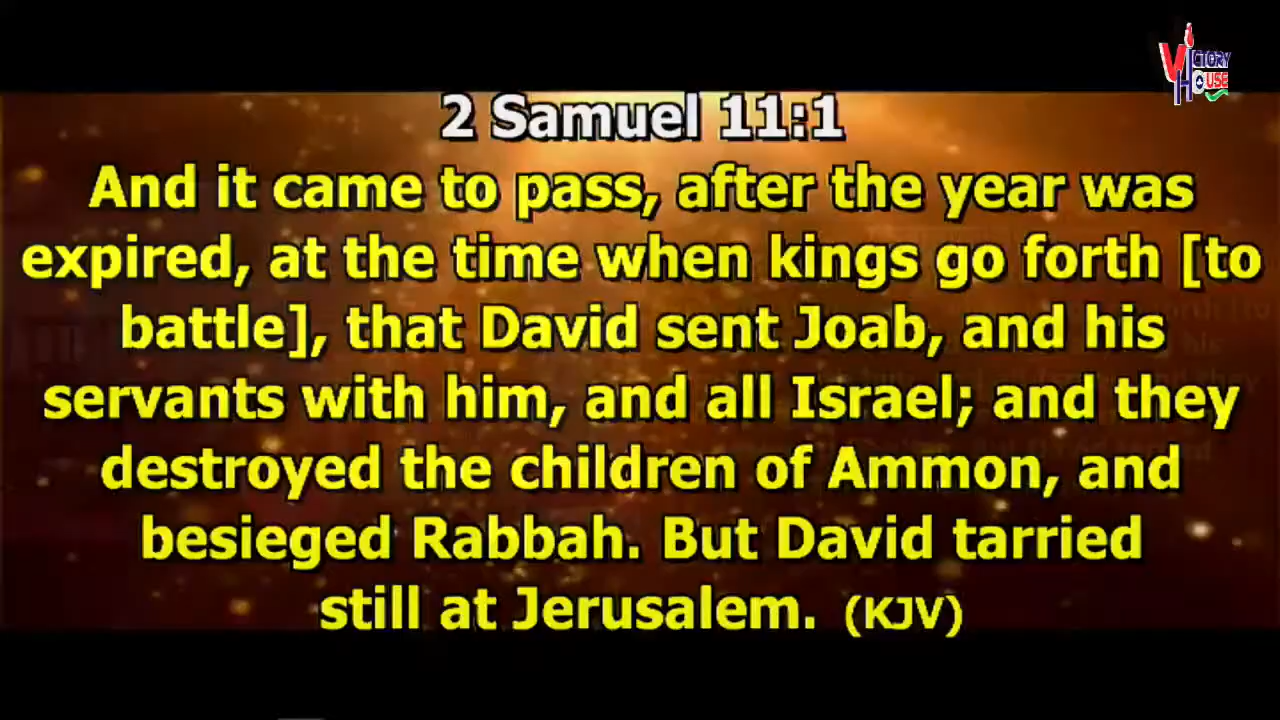 VICTORY
HOUSE
2 Samuel 11:1
And it came to pass, after the year was
expired, at the time when kings go forth [to
battle], that David sent Joab, and his
servants with him, and all Israel; and they
destroyed the children of Ammon, and
besieged Rabbah. But David tarried
still at Jerusalem. (KJV)